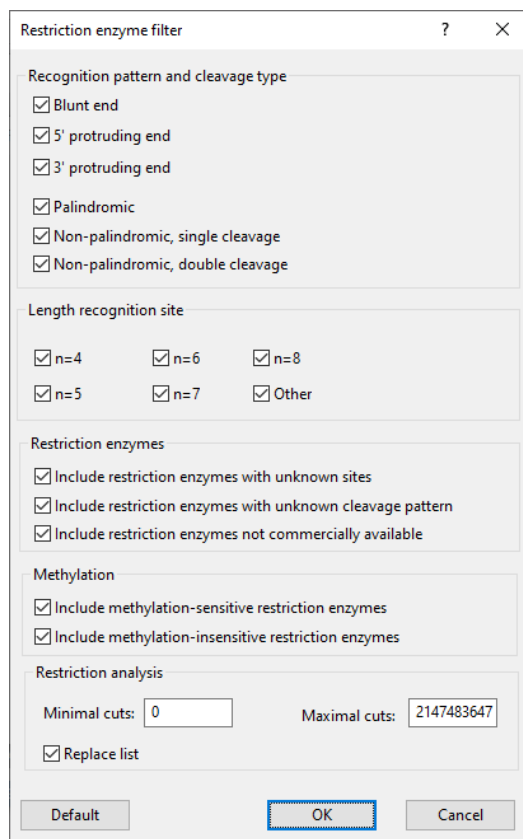 Restriction enzyme filter ?
Recognition pattern and cleavage type
Blunt end
5' protruding end
3' protruding end
Palindromic
Non-palindromic, single cleavage
Non-palindromic, double cleavage
Length recognition site
n=4 n=6 n=8
n=5 n=7 Other
Restriction enzymes
Include restriction enzymes with unknown sites
Include restriction enzymes with unknown cleavage pattern
Include restriction enzymes not commercially available
Methylation
Include methylation-sensitive restriction enzymes
Include methylation-insensitive restriction enzymes
Restriction analysis
Minimal cuts: 0 Maximal cuts: 2147483647
Replace list
Default OK Cancel